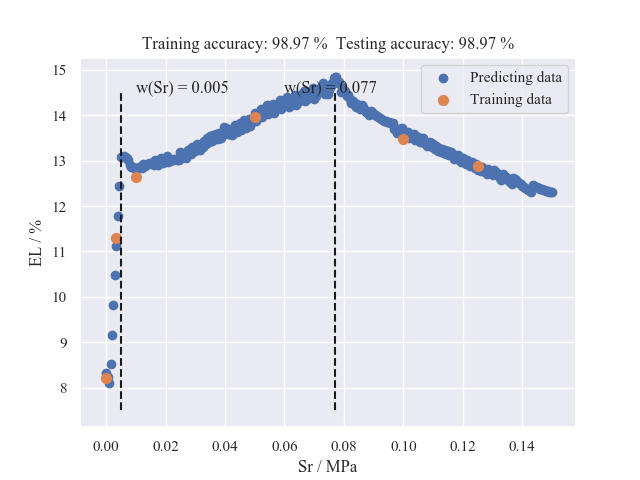 Training accuracy: 98.97 % Testing accuracy: 98.97 %
w(Sr) = 0.005
w(Sr) = 0.077
Predicting data
Training data
EL / %
15
14
13
12
11
10
9
8
0.00 0.02 0.04 0.06 0.08 0.10 0.12 0.14
Sr / MPa